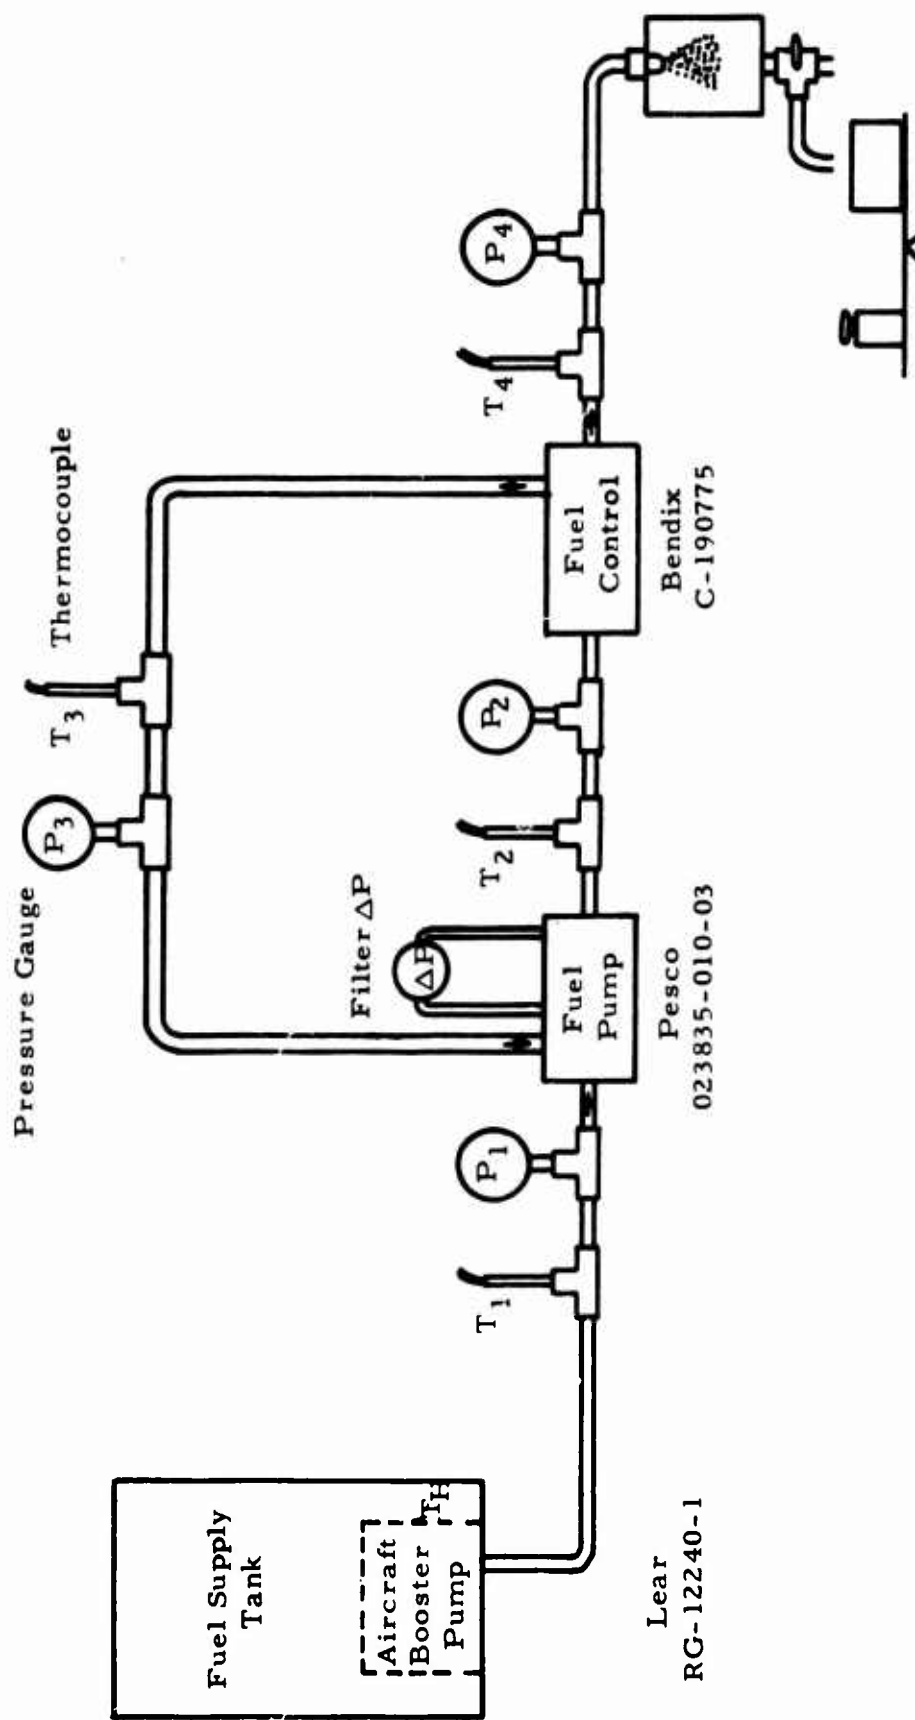 Pressure Gauge
P3
T3
Thermocouple
Filter ΔP
ΔP
Fuel Supply
Tank
Aircraft
Booster
Pump
TH
T1
P1
Fuel
Pump
T2
P2
Fuel
Control
T4
P4
Lear
RG-12240-1
Pesco
023835-010-03
Bendix
C-190775